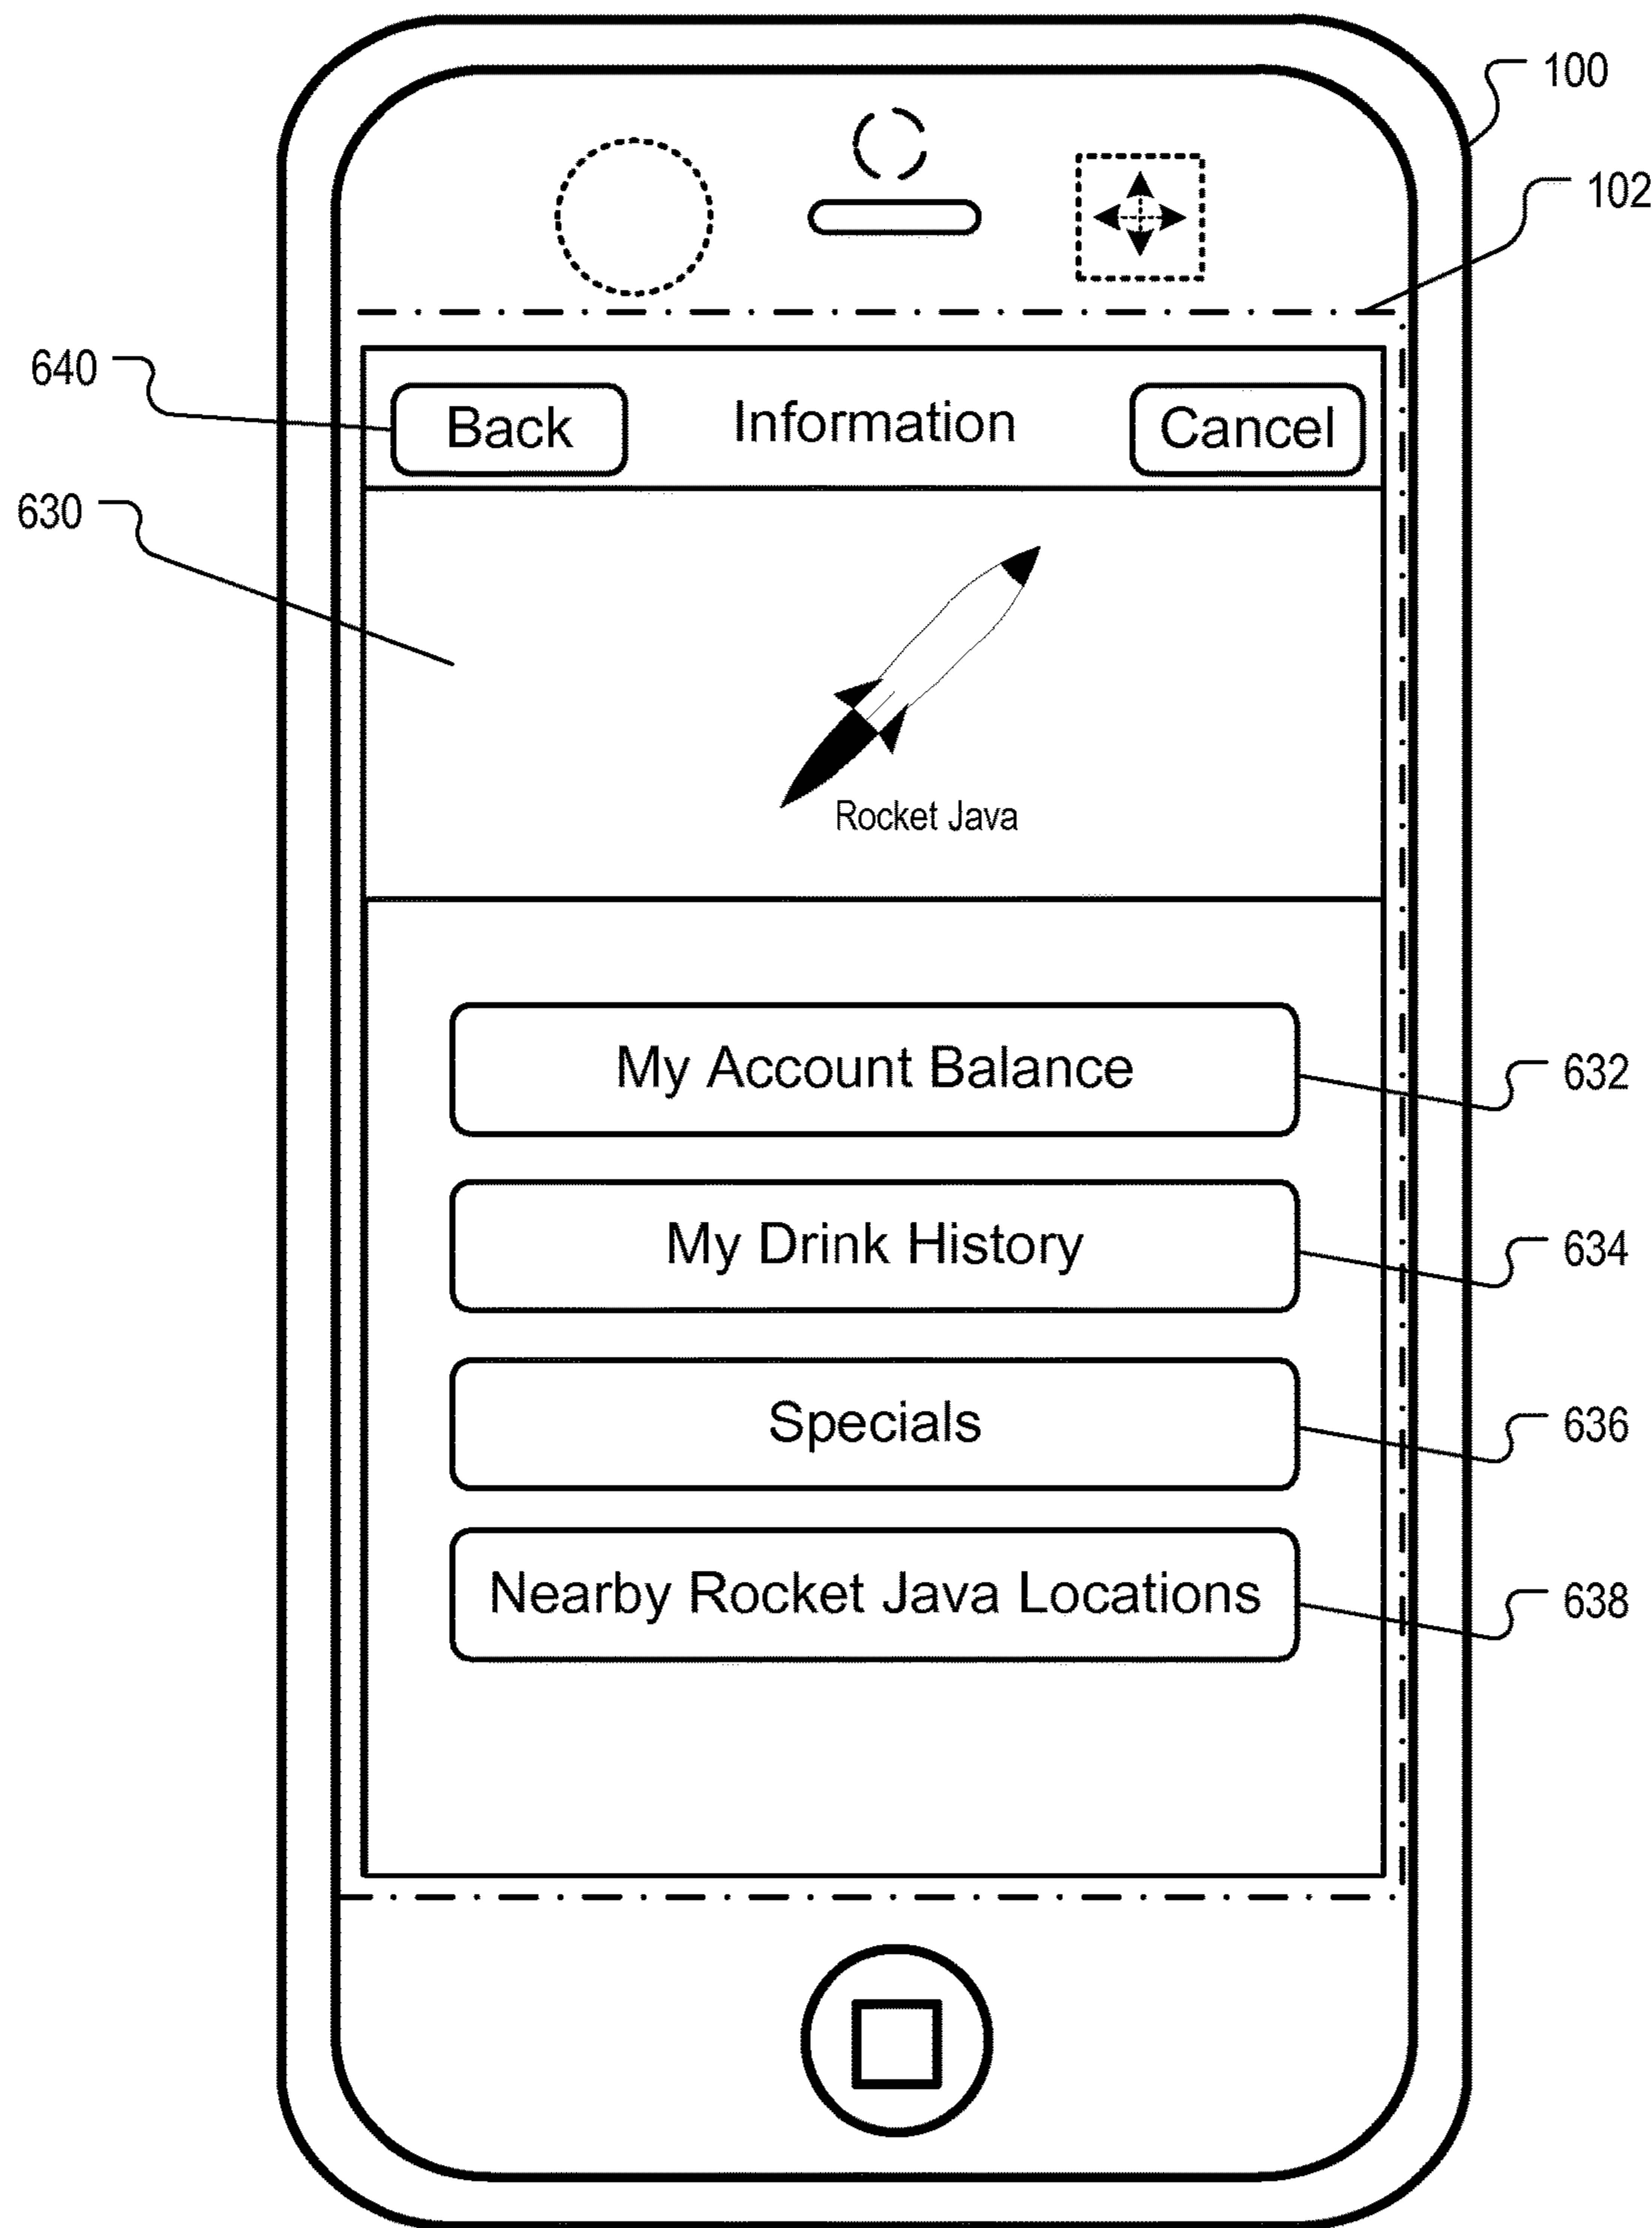 100
102
640
Back Information Cancel
630
Rocket Java
My Account Balance
632
My Drink History
634
Specials
636
Nearby Rocket Java Locations
638